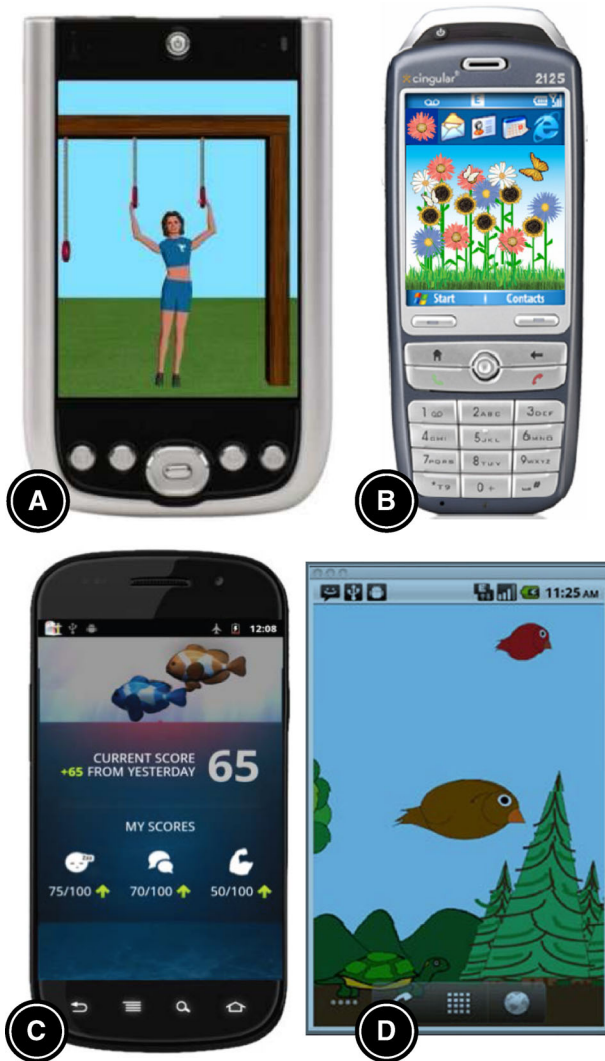 A
cingular 2125
Start Contacts
1
2ABC
3DEF
4GHI
5JKL
6MNO
7PQRS
8TUV
9WXYZ
*
0 +
#
B
12:08
CURRENT SCORE
+65 FROM YESTERDAY
65
MY SCORES
75/100 70/100 50/100
C
11:25 AM
D